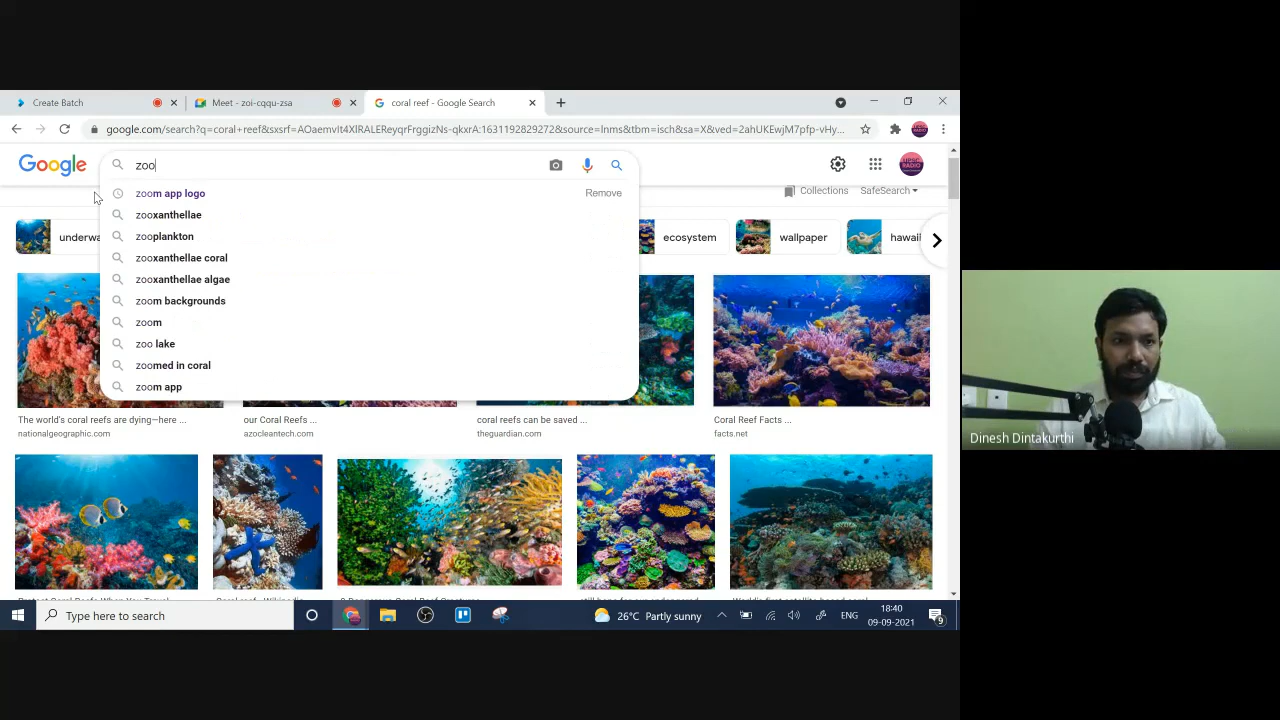 Create Batch
Meet - zoi-cqqu-zsa
coral reef - Google Search
google.com/search?q=coral+reef&sxsrf=AOaemvIt4XIRALEReyqrFrggizNs-qkxrA:1631192829272&source=lnms&tbm=isch&sa=X&ved=2ahUKEwjM7pfp-vHy...
Google
zoo
UPSC RADIO
Collections
SafeSearch
zoom app logo
Remove
zooxanthellae
zooplankton
zooxanthellae coral
zooxanthellae algae
zoom backgrounds
zoom
zoo lake
zoomed in coral
zoom app
underwa
ecosystem
wallpaper
hawaii
The world's coral reefs are dying—here ...
nationalgeographic.com
our Coral Reefs ...
azocleantech.com
coral reefs can be saved ...
theguardian.com
Coral Reef Facts ...
facts.net
Dinesh Dintakurthi
Type here to search
26°C Partly sunny
ENG
18:40
09-09-2021
9